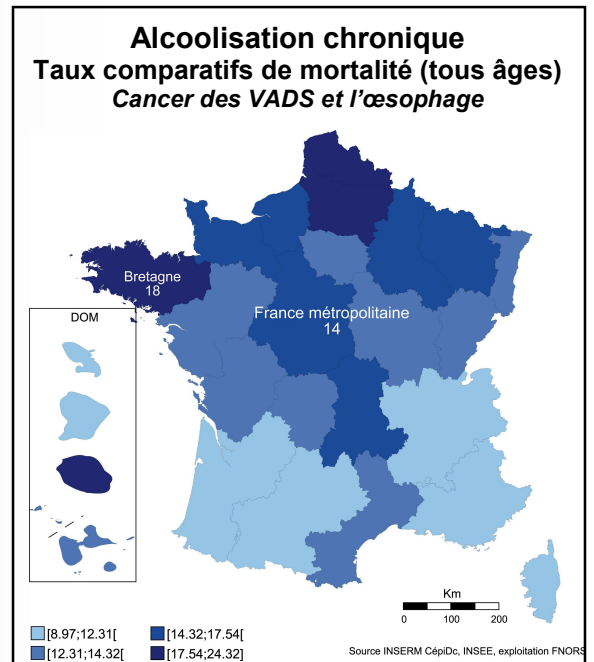 Alcoolisation chronique
Taux comparatifs de mortalité (tous âges)
Cancer des VADS et l'œsophage
Bretagne
18
France métropolitaine
14
DOM
Km
0 100 200
[8.97;12.31[
[14.32;17.54[
[12.31;14.32[
[17.54;24.32]
Source INSERM CépiDc, INSEE, exploitation FNORS